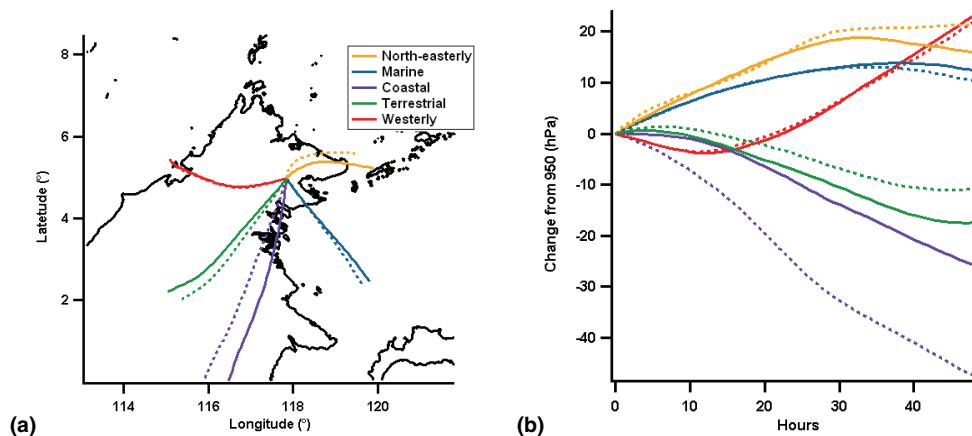 8
6
4
2
Latetude (°)
114
116
118
120
Longitude (°)
North-easterly
Marine
Coastal
Terrestrial
Westerly
(a)
20
10
0
-10
-20
-30
-40
Change from 950 (hPa)
0
10
20
30
40
Hours
(b)